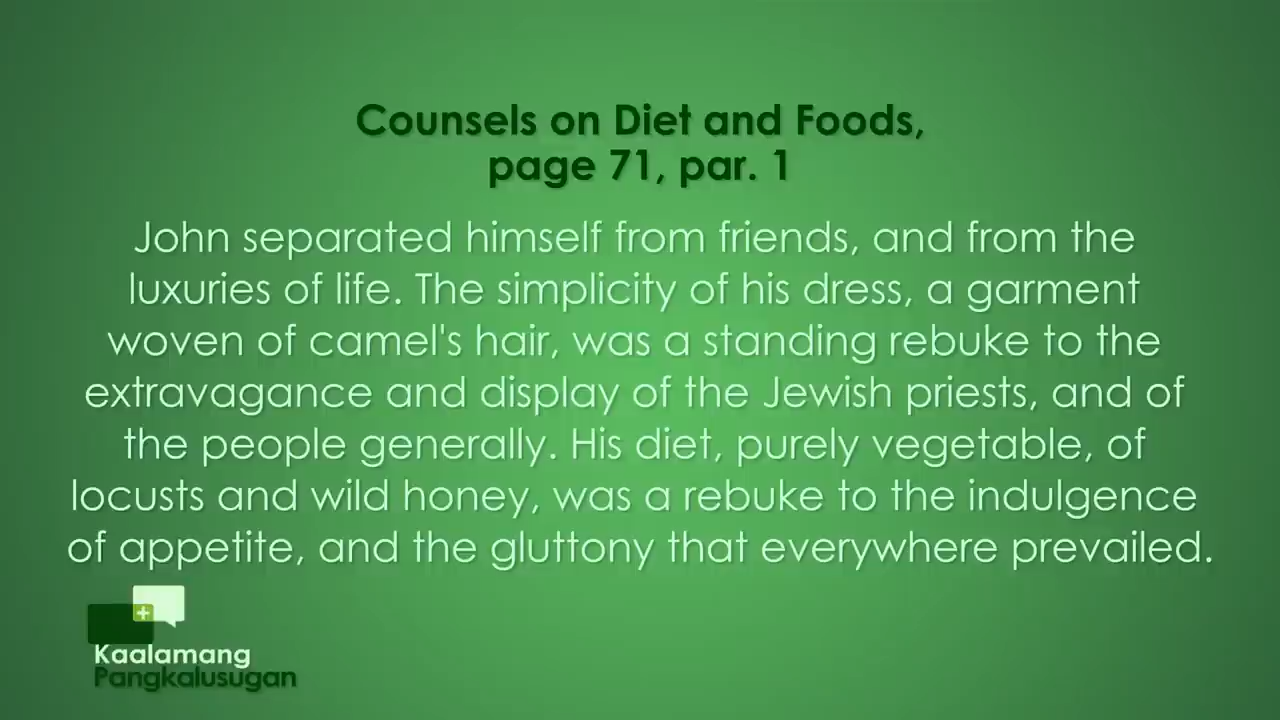 Counsels on Diet and Foods,
page 71, par. 1
John separated himself from friends, and from the
luxuries of life. The simplicity of his dress, a garment
woven of camel's hair, was a standing rebuke to the
extravagance and display of the Jewish priests, and of
the people generally. His diet, purely vegetable, of
locusts and wild honey, was a rebuke to the indulgence
of appetite, and the gluttony that everywhere prevailed.
Kaalamang
Pangkalusugan